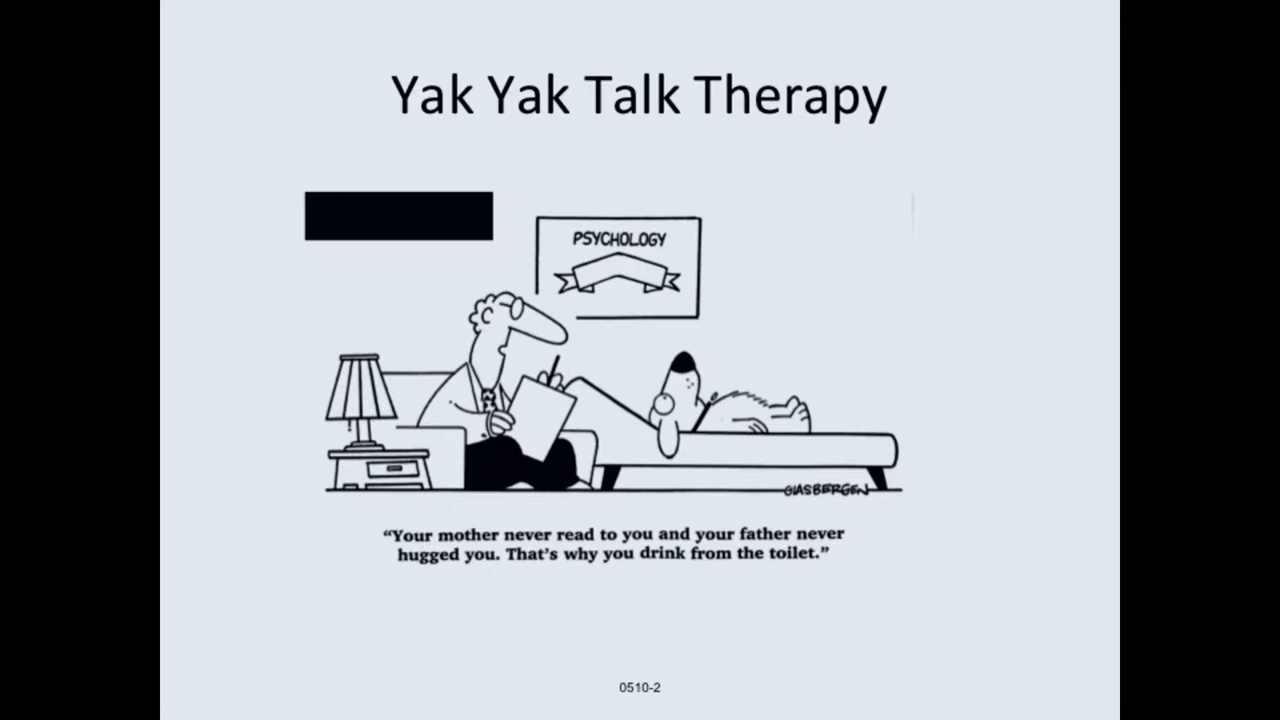 Yak Yak Talk Therapy
PSYCHOLOGY
GLASBERGEN
“Your mother never read to you and your father never
hugged you. That’s why you drink from the toilet.”
0510-2